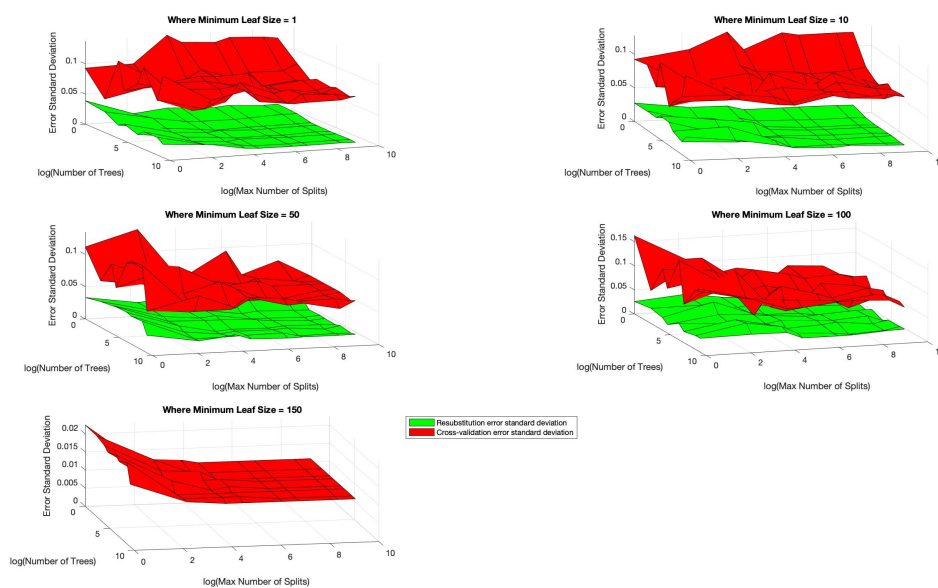 Where Minimum Leaf Size = 1
Error Standard Deviation
0.1
0.05
0
0
5
10
log(Number of Trees)
0
2
4
6
8
10
log(Max Number of Splits)
Where Minimum Leaf Size = 10
Error Standard Deviation
0.1
0.05
0
0
5
10
log(Number of Trees)
0
2
4
6
8
1
log(Max Number of Splits)
Where Minimum Leaf Size = 50
Error Standard Deviation
0.1
0.05
0
0
5
10
log(Number of Trees)
0
2
4
6
8
10
log(Max Number of Splits)
Where Minimum Leaf Size = 100
Error Standard Deviation
0.15
0.1
0.05
0
0
5
10
log(Number of Trees)
0
2
4
6
8
1
log(Max Number of Splits)
Where Minimum Leaf Size = 150
Error Standard Deviation
0.02
0.015
0.01
0.005
0
0
5
10
log(Number of Trees)
0
2
4
6
8
10
log(Max Number of Splits)
Resubstitution error standard deviation
Cross-validation error standard deviation